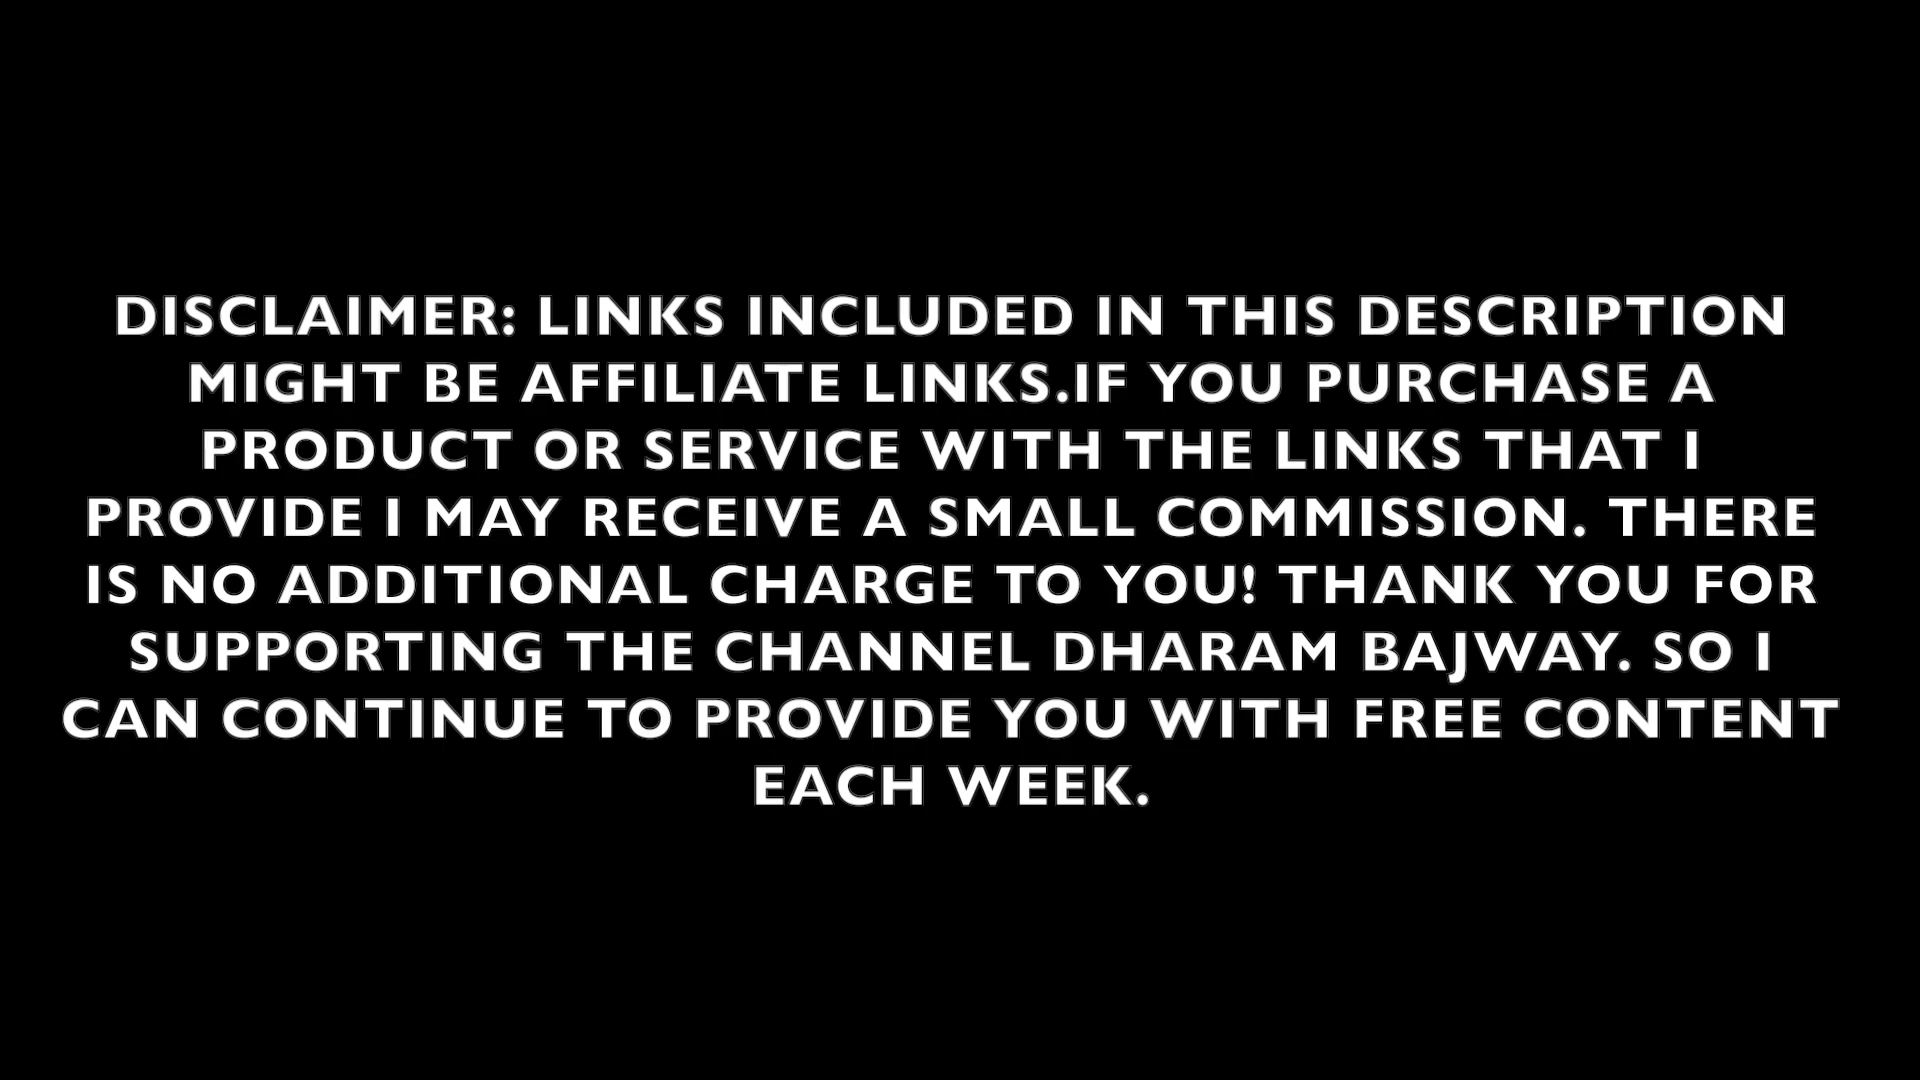 DISCLAIMER: LINKS INCLUDED IN THIS DESCRIPTION
MIGHT BE AFFILIATE LINKS.IF YOU PURCHASE A
PRODUCT OR SERVICE WITH THE LINKS THAT I
PROVIDE I MAY RECEIVE A SMALL COMMISSION. THERE
IS NO ADDITIONAL CHARGE TO YOU! THANK YOU FOR
SUPPORTING THE CHANNEL DHARAM BAJWAY. SO I
CAN CONTINUE TO PROVIDE YOU WITH FREE CONTENT
EACH WEEK.